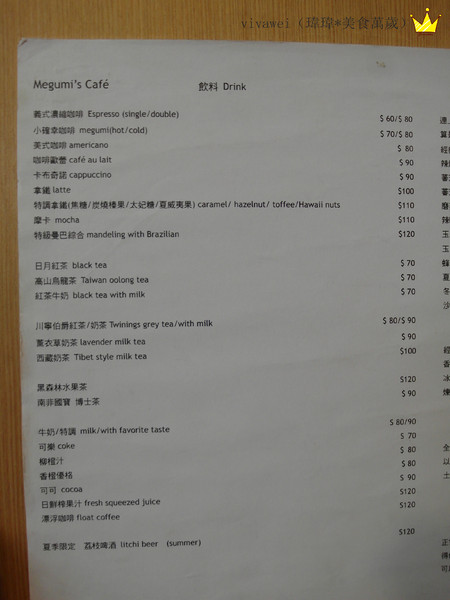 vivawei (瑋瑋*美食萬歲)
Megumi's Café 飲料 Drink
義式濃縮咖啡 Espresso (single/double) $ 60/$ 80
小確幸咖啡 megumi(hot/cold) $ 70/$ 80
美式咖啡 americano $ 80
咖啡歐蕾 café au lait $ 90
卡布奇諾 cappuccino $ 90
拿鐵 latte $100
特調拿鐵(焦糖/炭燒榛果/太妃糖/夏威夷果) caramel/ hazelnut/ toffee/Hawaii nuts $110
摩卡 mocha $110
特級曼巴綜合 mandeling with Brazilian $120
日月紅茶 black tea $ 70
高山烏龍茶 Taiwan oolong tea $ 70
紅茶牛奶 black tea with milk $ 70
川寧伯爵紅茶/奶茶 Twinings grey tea/with milk $ 80/$ 90
薰衣草奶茶 lavender milk tea $ 90
西藏奶茶 Tibet style milk tea $100
黑森林水果茶 $120
南非國寶 博士茶 $ 90
牛奶/特調 milk/with favorite taste $ 80/90
可樂 coke $ 70
柳橙汁 $ 80
香橙優格 $ 80
可可 cocoa $ 90
日鮮榨果汁 fresh squeezed juice $120
漂浮咖啡 float coffee $120
夏季限定 荔枝啤酒 litchi beer (summer) $120